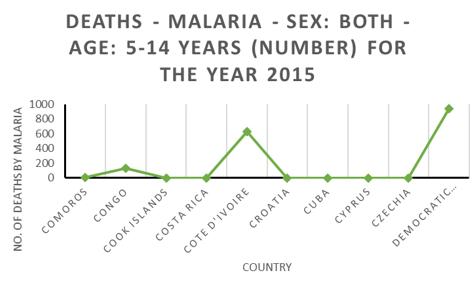 DEATHS - MALARIA - SEX: BOTH -
AGE: 5-14 YEARS (NUMBER) FOR
THE YEAR 2015
NO. OF DEATHS BY MALARIA
1000
800
600
400
200
0
COMOROS
CONGO
COOK ISLANDS
COSTA RICA
COTE D'IVOIRE
CROATIA
CUBA
CYPRUS
CZECHIA
DEMOCRATIC...
COUNTRY